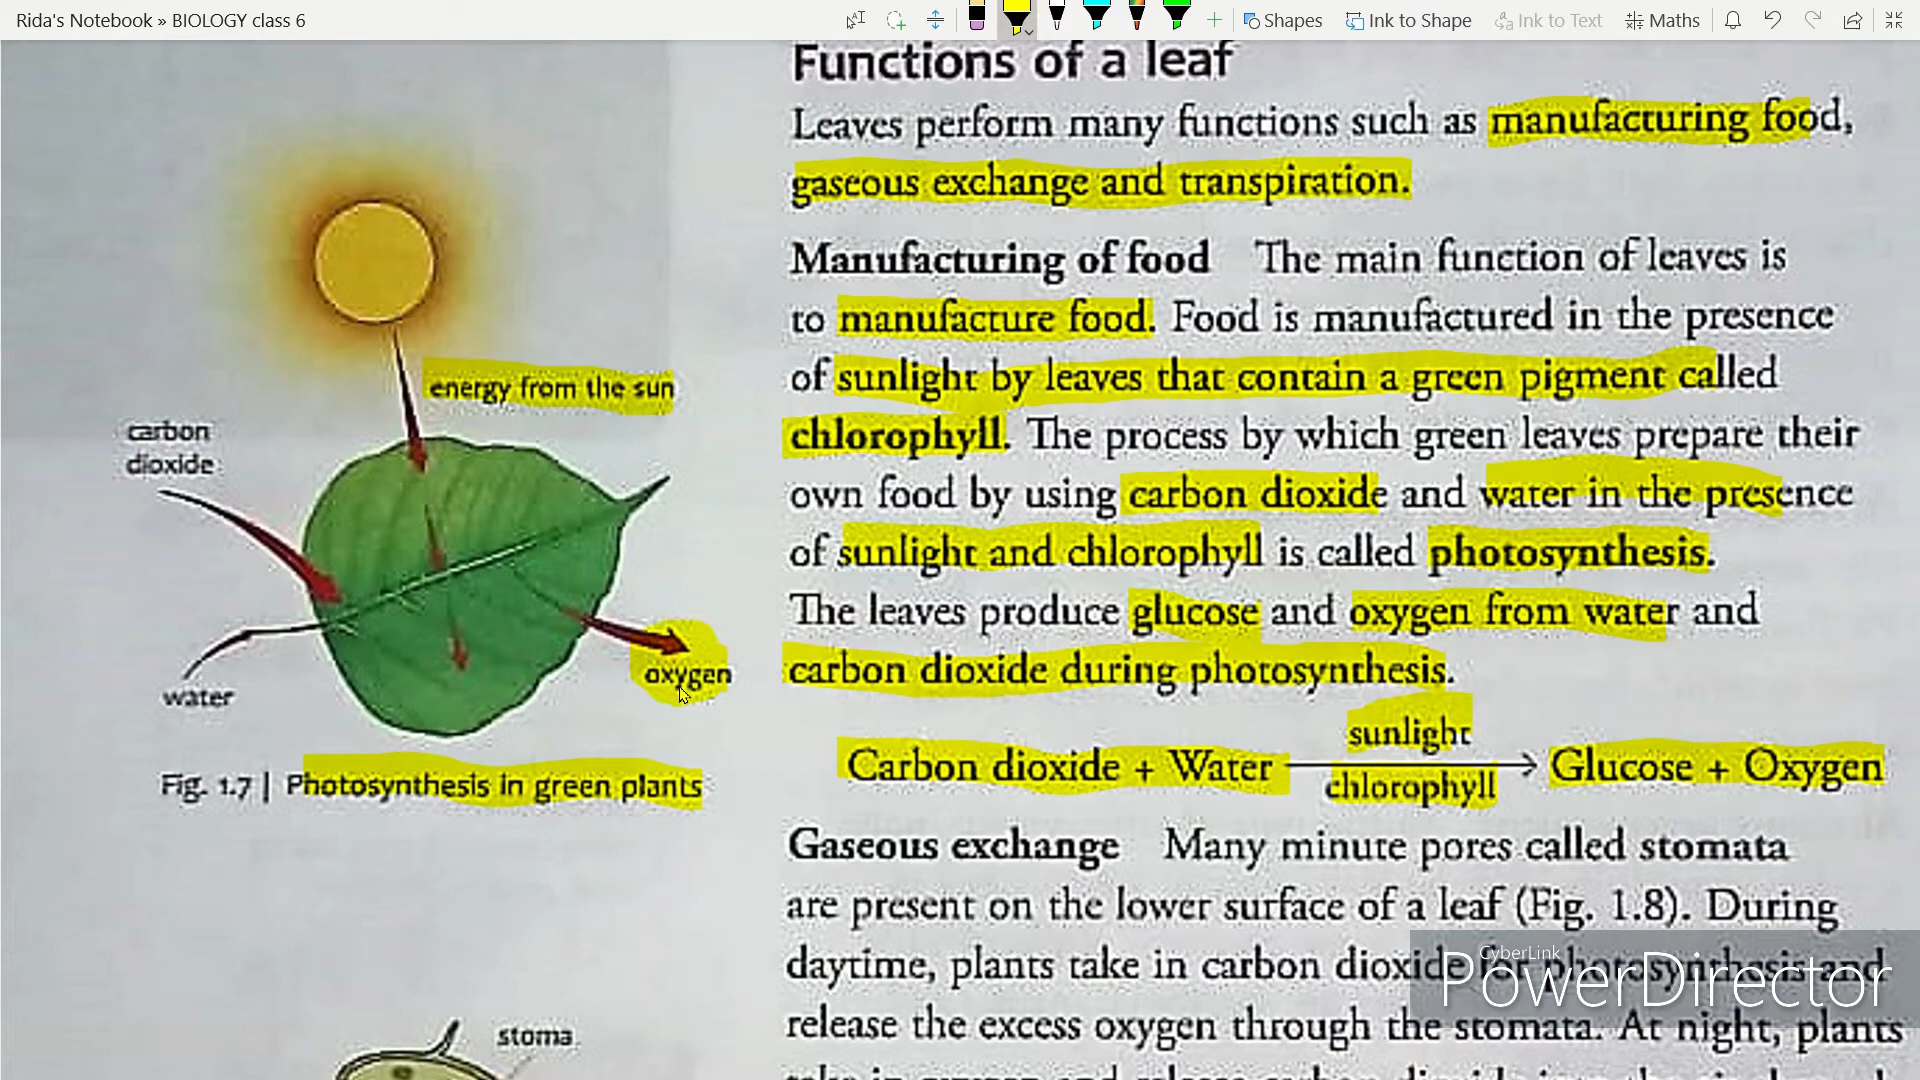 Rida's Notebook » BIOLOGY class 6
Shapes
Ink to Shape
Ink to Text
Maths
Functions of a leaf
Leaves perform many functions such as manufacturing food,
gaseous exchange and transpiration.
Manufacturing of food The main function of leaves is
to manufacture food. Food is manufactured in the presence
of sunlight by leaves that contain a green pigment called
chlorophyll. The process by which green leaves prepare their
own food by using carbon dioxide and water in the presence
of sunlight and chlorophyll is called photosynthesis.
The leaves produce glucose and oxygen from water and
carbon dioxide during photosynthesis.
sunlight
Carbon dioxide + Water → Glucose + Oxygen
chlorophyll
Gaseous exchange Many minute pores called stomata
are present on the lower surface of a leaf (Fig. 1.8). During
daytime, plants take in carbon dioxide for photosynthesis and
release the excess oxygen through the stomata. At night, plants
energy from the sun
carbon
dioxide
water
oxygen
Fig. 1.7 | Photosynthesis in green plants
stoma
CyberLink
PowerDirector